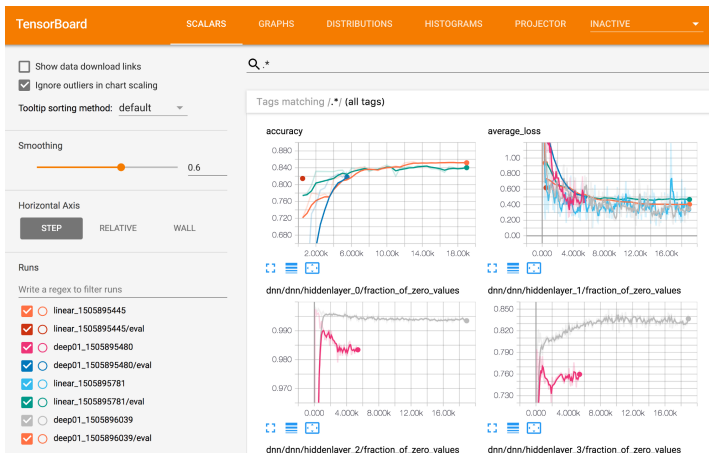 TensorBoard SCALARS GRAPHS DISTRIBUTIONS HISTOGRAMS PROJECTOR INACTIVE
Show data download links
Ignore outliers in chart scaling
Tooltip sorting method: default
Smoothing
0.6
Horizontal Axis
STEP RELATIVE WALL
Runs
Write a regex to filter runs
linear_1505895445
linear_1505895445/eval
deep01_1505895480
deep01_1505895480/eval
linear_1505895781
linear_1505895781/eval
deep01_1505896039
deep01_1505896039/eval
.*
Tags matching /.*/ (all tags)
accuracy
0.880
0.840
0.800
0.760
0.720
0.680
2.000k 6.000k 10.00k 14.00k 18.00k
average_loss
1.00
0.800
0.600
0.400
0.200
0.00
0.000 4.000k 8.000k 12.00k 16.00k
dnn/dnn/hiddenlayer_0/fraction_of_zero_values
0.990
0.980
0.970
0.000 4.000k 8.000k 12.00k 16.00k
dnn/dnn/hiddenlayer_1/fraction_of_zero_values
0.850
0.820
0.790
0.760
0.730
0.000 4.000k 8.000k 12.00k 16.00k
dnn/dnn/hiddenlayer_2/fraction_of_zero_values
dnn/dnn/hiddenlayer_3/fraction_of_zero_values